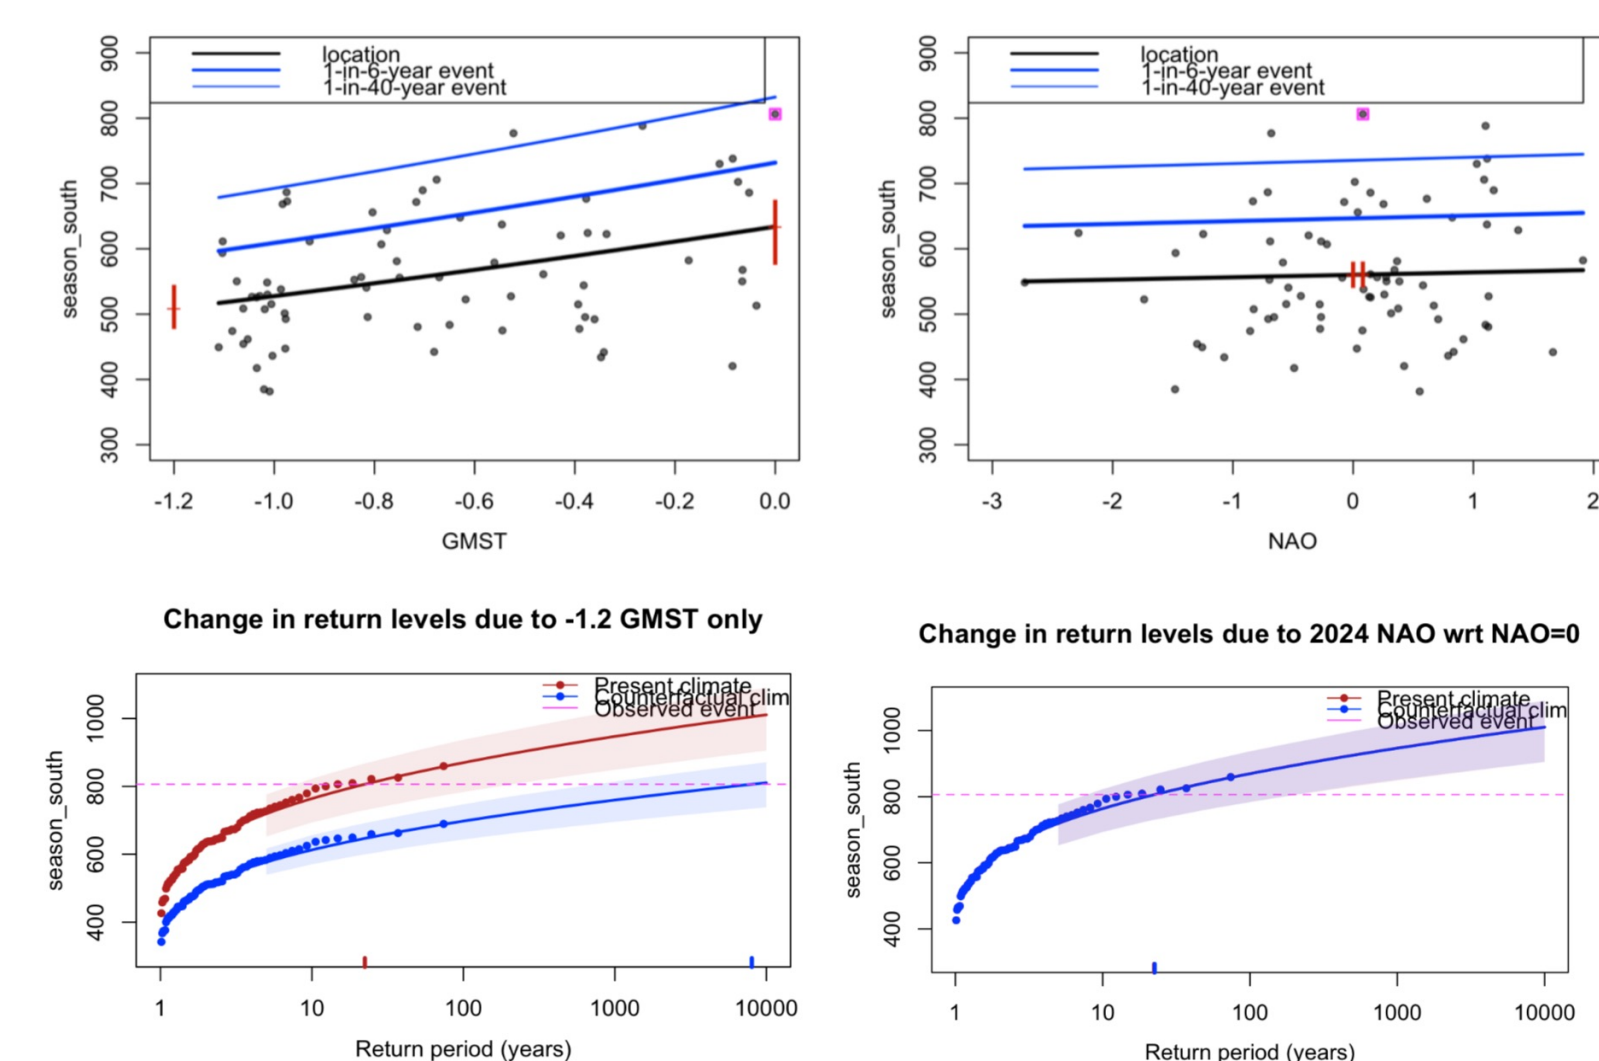 location
1-in-6-year event
1-in-40-year event
900
800
700
600
500
400
300
season_south
-1.2 -1.0 -0.8 -0.6 -0.4 -0.2 0.0
GMST
location
1-in-6-year event
1-in-40-year event
900
800
700
600
500
400
300
season_south
-3 -2 -1 0 1 2
NAO
Change in return levels due to -1.2 GMST only
Present climate
Counterfactual clim
Observed event
1000
800
600
400
season_south
1 10 100 1000 10000
Return period (years)
Change in return levels due to 2024 NAO wrt NAO=0
Present climate
Counterfactual clim
Observed event
1000
800
600
400
season_south
1 10 100 1000 10000
Return period (years)